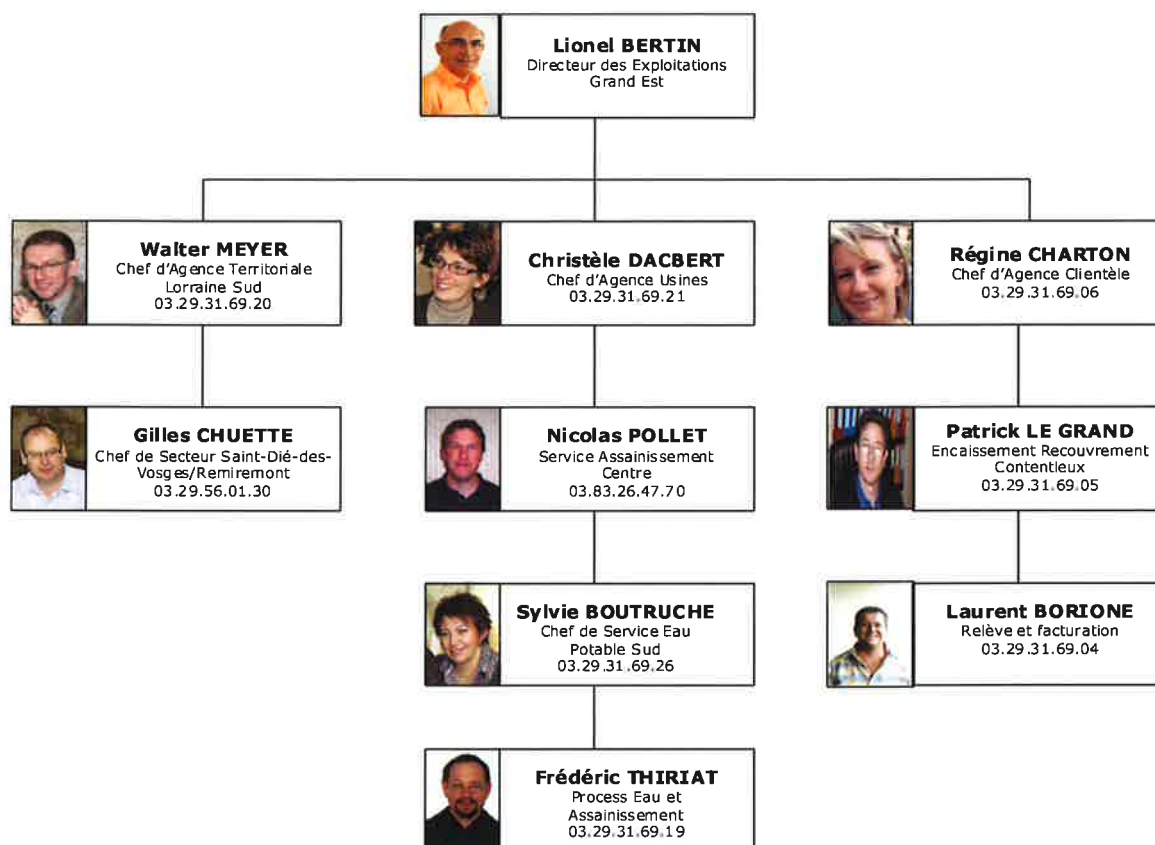 Lionel BERTIN
Directeur des Exploitations
Grand Est
Walter MEYER
Chef d'Agence Territoriale
Lorraine Sud
03.29.31.69.20
Christèle DACBERT
Chef d'Agence Usines
03.29.31.69.21
Régine CHARTON
Chef d'Agence Clientèle
03.29.31.69.06
Gilles CHUETTE
Chef de Secteur Saint-Dié-des-
Vosges/Remiremont
03.29.56.01.30
Nicolas POLLET
Service Assainissement
Centre
03.83.26.47.70
Patrick LE GRAND
Encaissement Recouvrement
Contentieux
03.29.31.69.05
Sylvie BOUTRUCHE
Chef de Service Eau
Potable Sud
03.29.31.69.26
Laurent BORIONE
Relève et facturation
03.29.31.69.04
Frédéric THIRIAT
Process Eau et
Assainissement
03.29.31.69.19